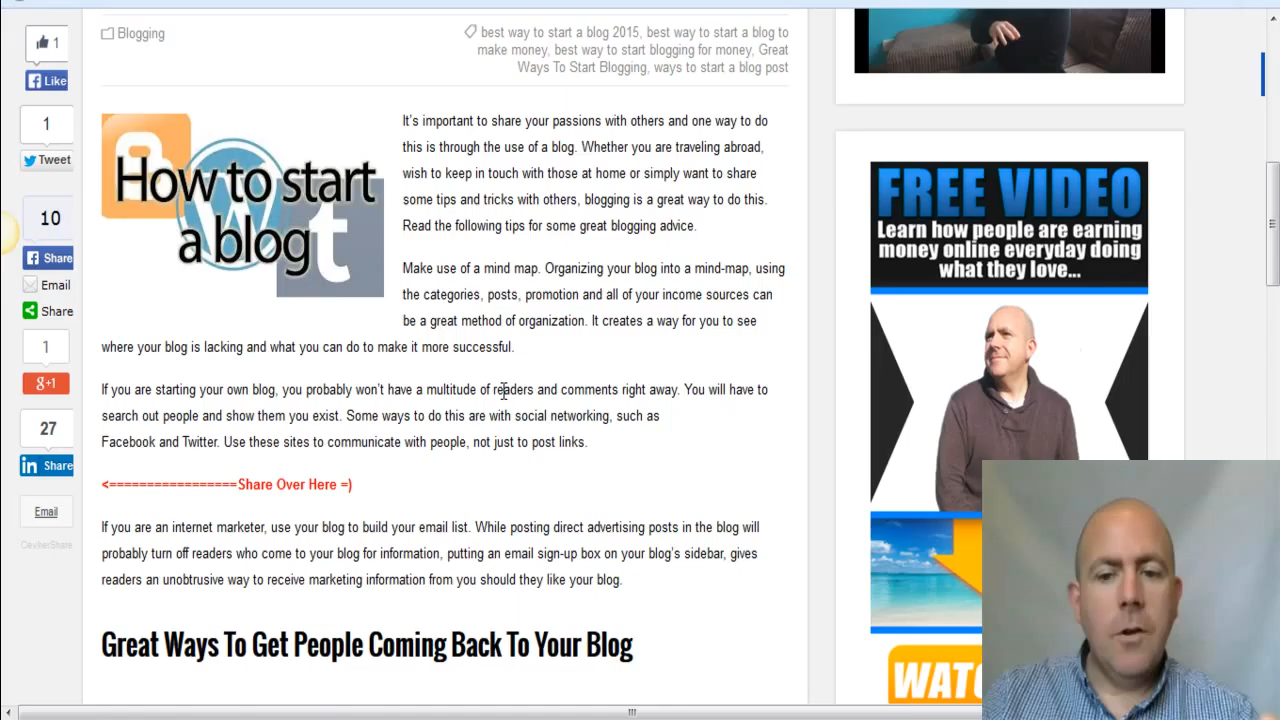 Blogging
best way to start a blog 2015, best way to start a blog to
make money, best way to start blogging for money, Great
Ways To Start Blogging, ways to start a blog post
1
Like
1
Tweet
10
Share
Email
Share
1
g+1
27
in Share
Email
How to start
a blog
It's important to share your passions with others and one way to do
this is through the use of a blog. Whether you are traveling abroad,
wish to keep in touch with those at home or simply want to share
some tips and tricks with others, blogging is a great way to do this.
Read the following tips for some great blogging advice.
Make use of a mind map. Organizing your blog into a mind-map, using
the categories, posts, promotion and all of your income sources can
be a great method of organization. It creates a way for you to see
where your blog is lacking and what you can do to make it more successful.
If you are starting your own blog, you probably won't have a multitude of readers and comments right away. You will have to
search out people and show them you exist. Some ways to do this are with social networking, such as
Facebook and Twitter. Use these sites to communicate with people, not just to post links.
<=================Share Over Here =)
If you are an internet marketer, use your blog to build your email list. While posting direct advertising posts in the blog will
probably turn off readers who come to your blog for information, putting an email sign-up box on your blog's sidebar, gives
readers an unobtrusive way to receive marketing information from you should they like your blog.
Great Ways To Get People Coming Back To Your Blog
FREE VIDEO
Learn how people are earning
money online everyday doing
what they love...